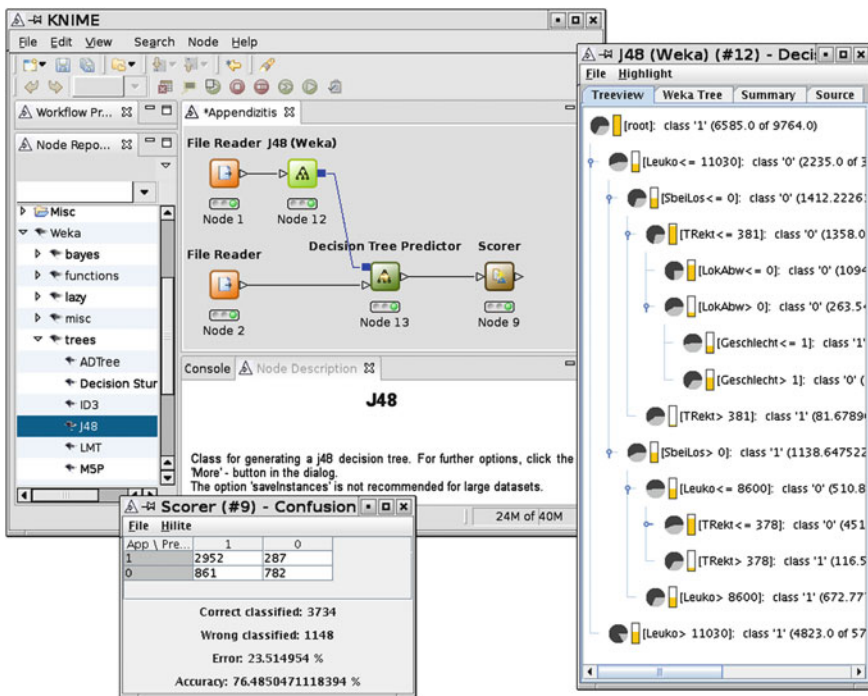 KNIME
File Edit View Search Node Help
Workflow Pr...
*Appendizitis
Node Repo...
Misc
Weka
bayes
functions
lazy
misc
trees
ADTree
Decision Stur
ID3
J48
LMT
M5P
File Reader J48 (Weka)
Node 1 Node 12
File Reader Decision Tree Predictor Scorer
Node 2 Node 13 Node 9
Console Node Description
J48
Class for generating a j48 decision tree. For further options, click the
'More' - button in the dialog.
The option 'saveInstances' is not recommended for large datasets.
24M of 40M
Scorer (#9) - Confusion
File Hilite
App \ Pre... 1 0
1 2952 287
0 861 782
Correct classified: 3734
Wrong classified: 1148
Error: 23.514954 %
Accuracy: 76.4850471118394 %
J48 (Weka) (#12) - Deci
File Highlight
Treeview Weka Tree Summary Source
[root]: class '1' (6585.0 of 9764.0)
[Leuko<= 11030]: class '0' (2235.0 of 3
[SbeiLos<= 0]: class '0' (1412.2226
[TRekt<= 381]: class '0' (1358.0
[LokAbw<= 0]: class '0' (1094
[LokAbw> 0]: class '0' (263.54
[Geschlecht<= 1]: class '1'
[Geschlecht> 1]: class '0' (
[TRekt> 381]: class '1' (81.6789
[SbeiLos> 0]: class '1' (1138.647522
[Leuko<= 8600]: class '0' (510.8
[TRekt<= 378]: class '0' (451
[TRekt> 378]: class '1' (116.5
[Leuko> 8600]: class '1' (672.77
[Leuko> 11030]: class '1' (4823.0 of 57